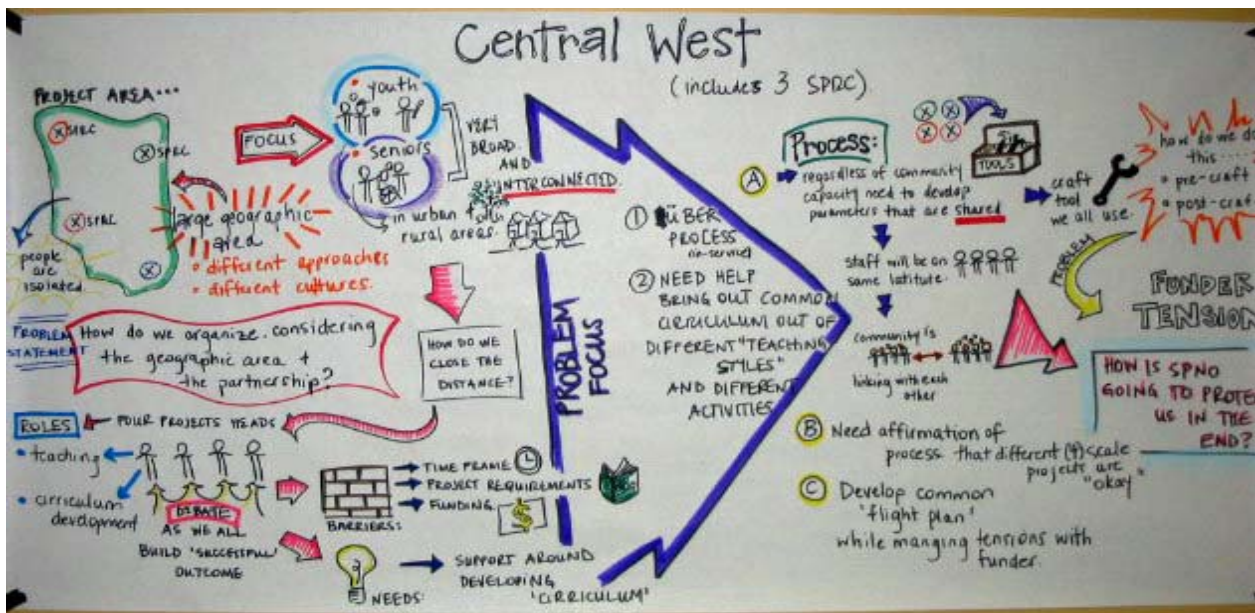 Central West
(includes 3 SPRC)
PROJECT AREA...
SPRC
SPRC
SPRC
people are
isolated
large geographic
area
• different approaches
• different cultures.
FOCUS
• youth
• seniors
VERY
BROAD.
AND
INTERCONNECTED.
in urban +
rural areas.
PROBLEM
STATEMENT
How do we organize considering
the geographic area +
the partnership?
HOW DO WE
CLOSE THE
DISTANCE?
ROLES
FOUR PROJECTS HEADS
• teaching
• cirriculum
development
DEBATE
AS WE ALL
BUILD 'SUCCESSFUL'
OUTCOME
BARRIERS:
TIME FRAME
PROJECT REQUIREMENTS
FUNDING
$
NEEDS:
SUPPORT AROUND
DEVELOPING
'CURRICULUM'
PROBLEM
FOCUS
① ÜBER
PROCESS
② NEED HELP
BRING OUT COMMON
CIRRICULUM OUT OF
DIFFERENT "TEACHING
STYLES"
AND DIFFERENT
ACTIVITIES
Process:
A
regardless of community
capacity need to develop
parameters that are shared
TOOLS
craft
tool
we all use.
how do we do
this....
• pre-craft
• post-craf
staff will be on
same latitute.
community is
linking with each
other
PROBLEM
FUNDER
TENSION
HOW IS SPNO
GOING TO PROTE
US IN THE
END?
B Need affirmation of
process that different (4) scale
projects are
"okay"
C Develop common
'flight plan'
while manging tensions with
funder.